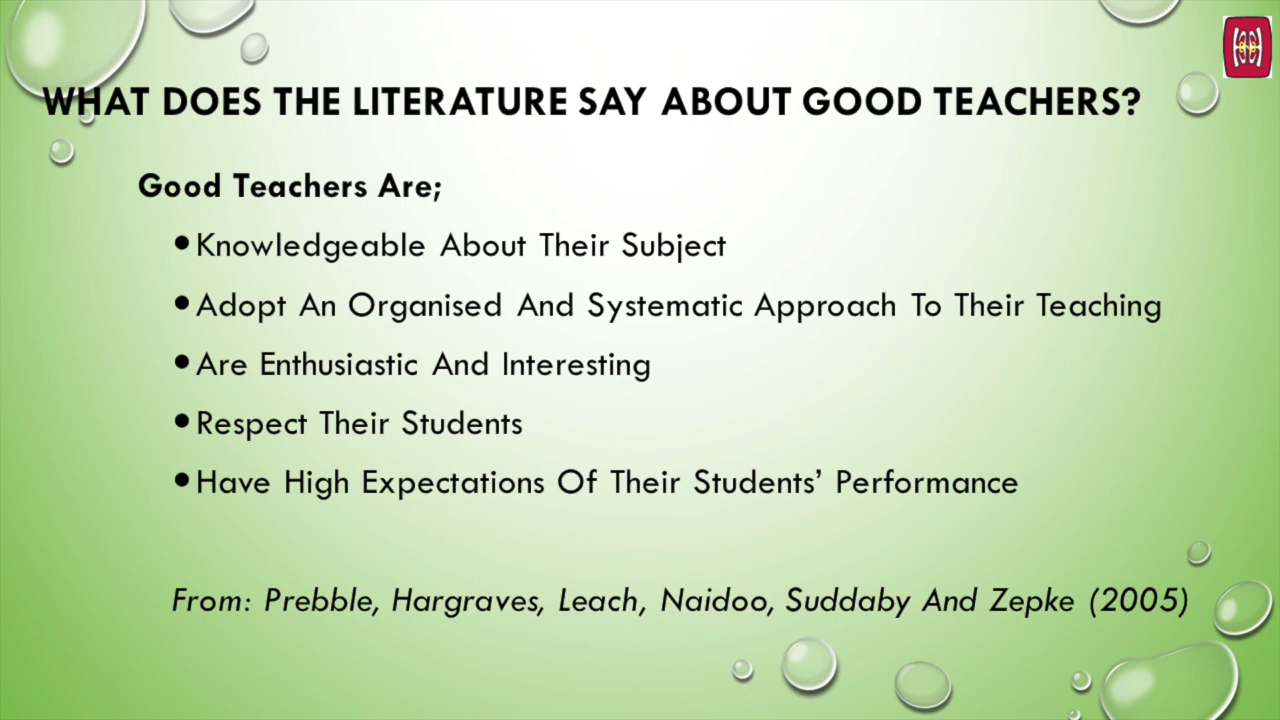 WHAT DOES THE LITERATURE SAY ABOUT GOOD TEACHERS?
Good Teachers Are;
•Knowledgeable About Their Subject
•Adopt An Organised And Systematic Approach To Their Teaching
•Are Enthusiastic And Interesting
•Respect Their Students
•Have High Expectations Of Their Students’ Performance
From: Prebble, Hargraves, Leach, Naidoo, Suddaby And Zepke (2005)